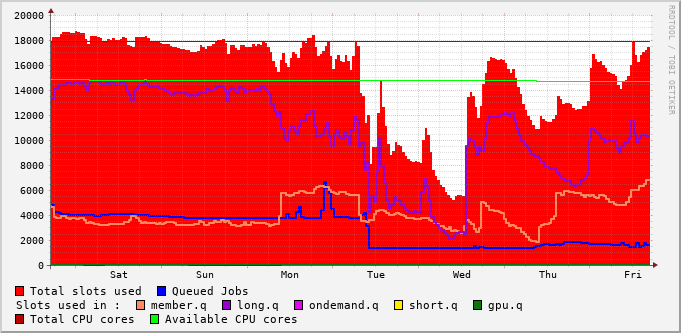 20000
18000
16000
14000
12000
10000
8000
6000
4000
2000
0
Sat Sun Mon Tue Wed Thu Fri
RRDTOOL / TOBI OETIKER
Total slots used Queued Jobs
Slots used in : member.q long.q ondemand.q short.q gpu.q
Total CPU cores Available CPU cores